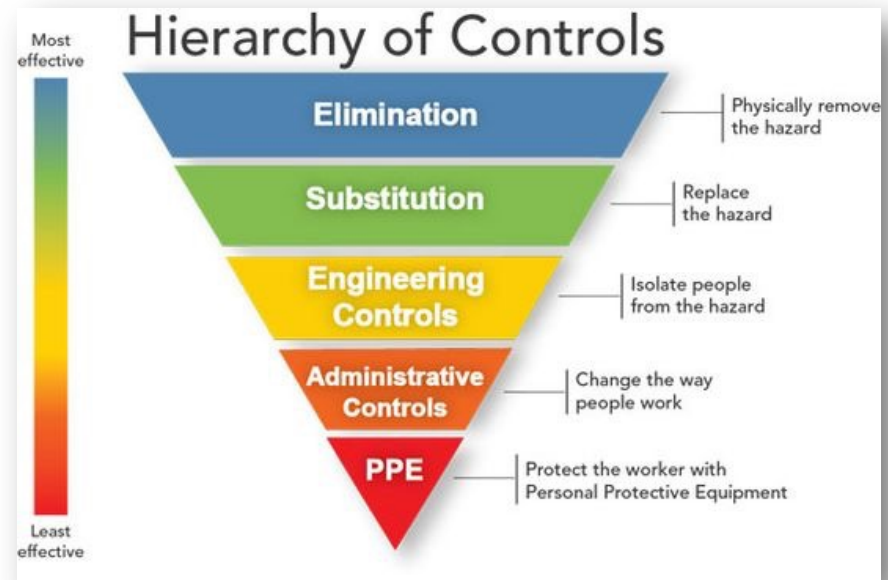 Hierarchy of Controls
Most
effective
Elimination
Physically remove
the hazard
Substitution
Replace
the hazard
Engineering
Controls
Isolate people
from the hazard
Administrative
Controls
Change the way
people work
PPE
Protect the worker with
Personal Protective Equipment
Least
effective